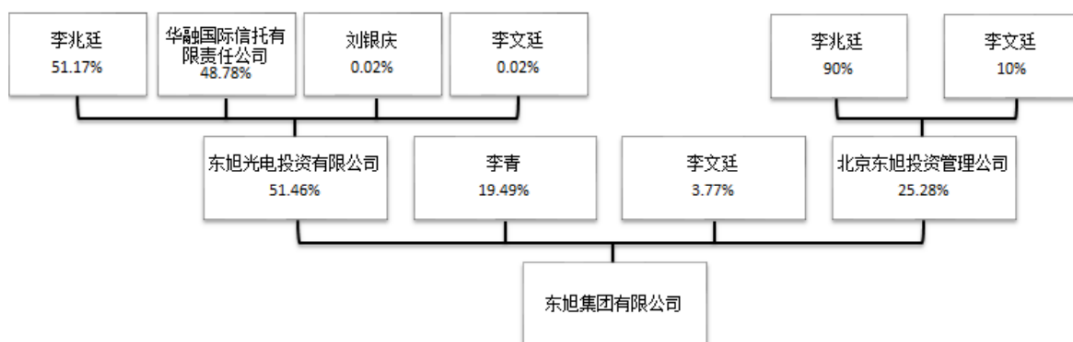 李兆廷
51.17%
华融国际信托有
限责任公司
48.78%
刘银庆
0.02%
李文廷
0.02%
李兆廷
90%
李文廷
10%
东旭光电投资有限公司
51.46%
李青
19.49%
李文廷
3.77%
北京东旭投资管理公司
25.28%
东旭集团有限公司